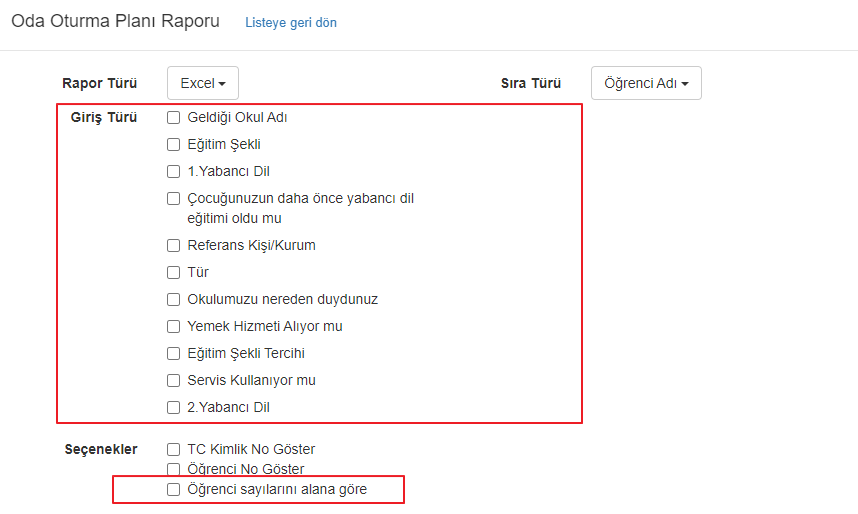 Oda Oturma Planı Raporu Listeye geri dön
Rapor Türü Excel Sıra Türü Öğrenci Adı
Giriş Türü Geldiği Okul Adı
Eğitim Şekli
1.Yabancı Dil
Çocuğunuzun daha önce yabancı dil
eğitimi oldu mu
Referans Kişi/Kurum
Tür
Okulumuzu nereden duydunuz
Yemek Hizmeti Alıyor mu
Eğitim Şekli Tercihi
Servis Kullanıyor mu
2.Yabancı Dil
Seçenekler TC Kimlik No Göster
Öğrenci No Göster
Öğrenci sayılarını alana göre